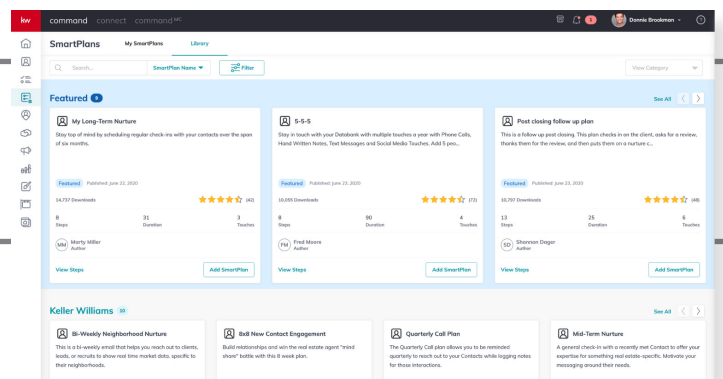 kw command connect command MC 1 Donnie Brookman
SmartPlans My SmartPlans Library
Search... SmartPlan Name Filter View Category
Featured 9 See All
My Long-Term Nurture
Stay top of mind by scheduling regular check-ins with your contacts over the span
of six months.
Featured Published: June 23, 2020
14,737 Downloads (42)
8 31 3
Steps Duration Touches
MM Marty Miller
Author
View Steps Add SmartPlan
5-5-5
Stay in touch with your Databank with multiple touches a year with Phone Calls,
Hand Written Notes, Text Messages and Social Media Touches. Add 5 peo...
Featured Published: June 23, 2020
10,055 Downloads (73)
8 90 4
Steps Duration Touches
FM Fred Moore
Author
View Steps Add SmartPlan
Post closing follow up plan
This is a follow up post closing. This plan checks in on the client, asks for a review,
thanks them for the review, and then puts them on a nurture c...
Featured Published: June 23, 2020
10,797 Downloads (48)
13 25 6
Steps Duration Touches
SD Shannon Dager
Author
View Steps Add SmartPlan
Keller Williams 10 See All
Bi-Weekly Neighborhood Nurture
This is a bi-weekly email that helps you reach out to clients,
leads, or recruits to show real time market data, specific to
their neighborhoods.
8x8 New Contact Engagement
Build relationships and win the real estate agent "mind
share" battle with this 8 week plan.
Quarterly Call Plan
The Quarterly Call plan allows you to be reminded
quarterly to reach out to your Contacts while logging notes
for those interactions.
Mid-Term Nurture
A general check-in with a recently met Contact to offer your
expertise for something real estate-specific. Motivate your
messaging around their needs.